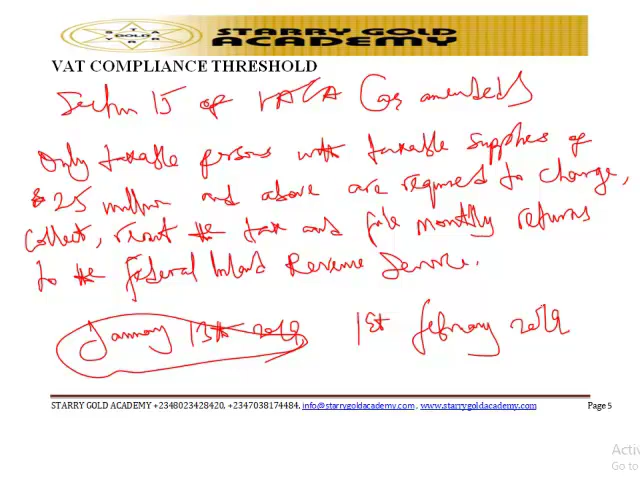 STARRY GOLD
ACADEMY
VAT COMPLIANCE THRESHOLD
Section 15 of VATA (as amended)
Only taxable persons with taxable supplies of
25 million and above are required to charge,
collect, remit the tax and file monthly returns
to the Federal Inland Revenue Service.
January 13th 2019, 1st February 2019
STARRY GOLD ACADEMY +2348023428420, +2347038174484, info@starrygoldacademy.com , www.starrygoldacademy.com Page 5
Activ
Go to